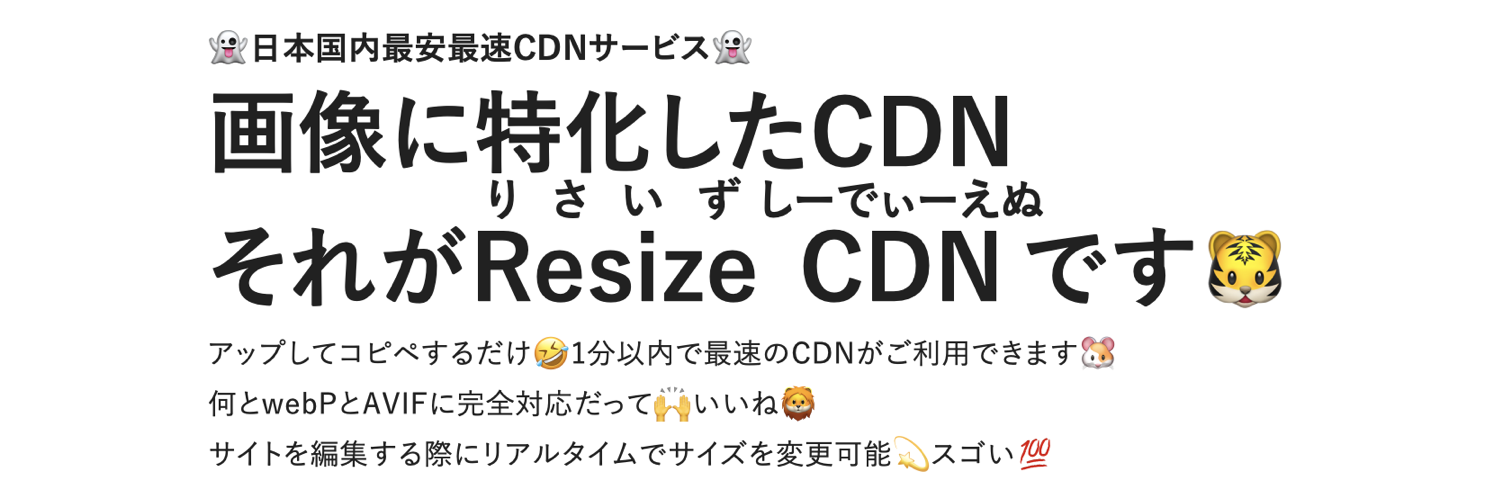 👻日本国内最安最速CDNサービス👻
画像に特化したCDN
りさいず しーでぃーえぬ
それがResize CDNです🐯
アップしてコピペするだけ🤣1分以内で最速のCDNがご利用できます🐹
何とwebPとAVIFに完全対応だって🙌いいね🦁
サイトを編集する際にリアルタイムでサイズを変更可能💫スゴい💯